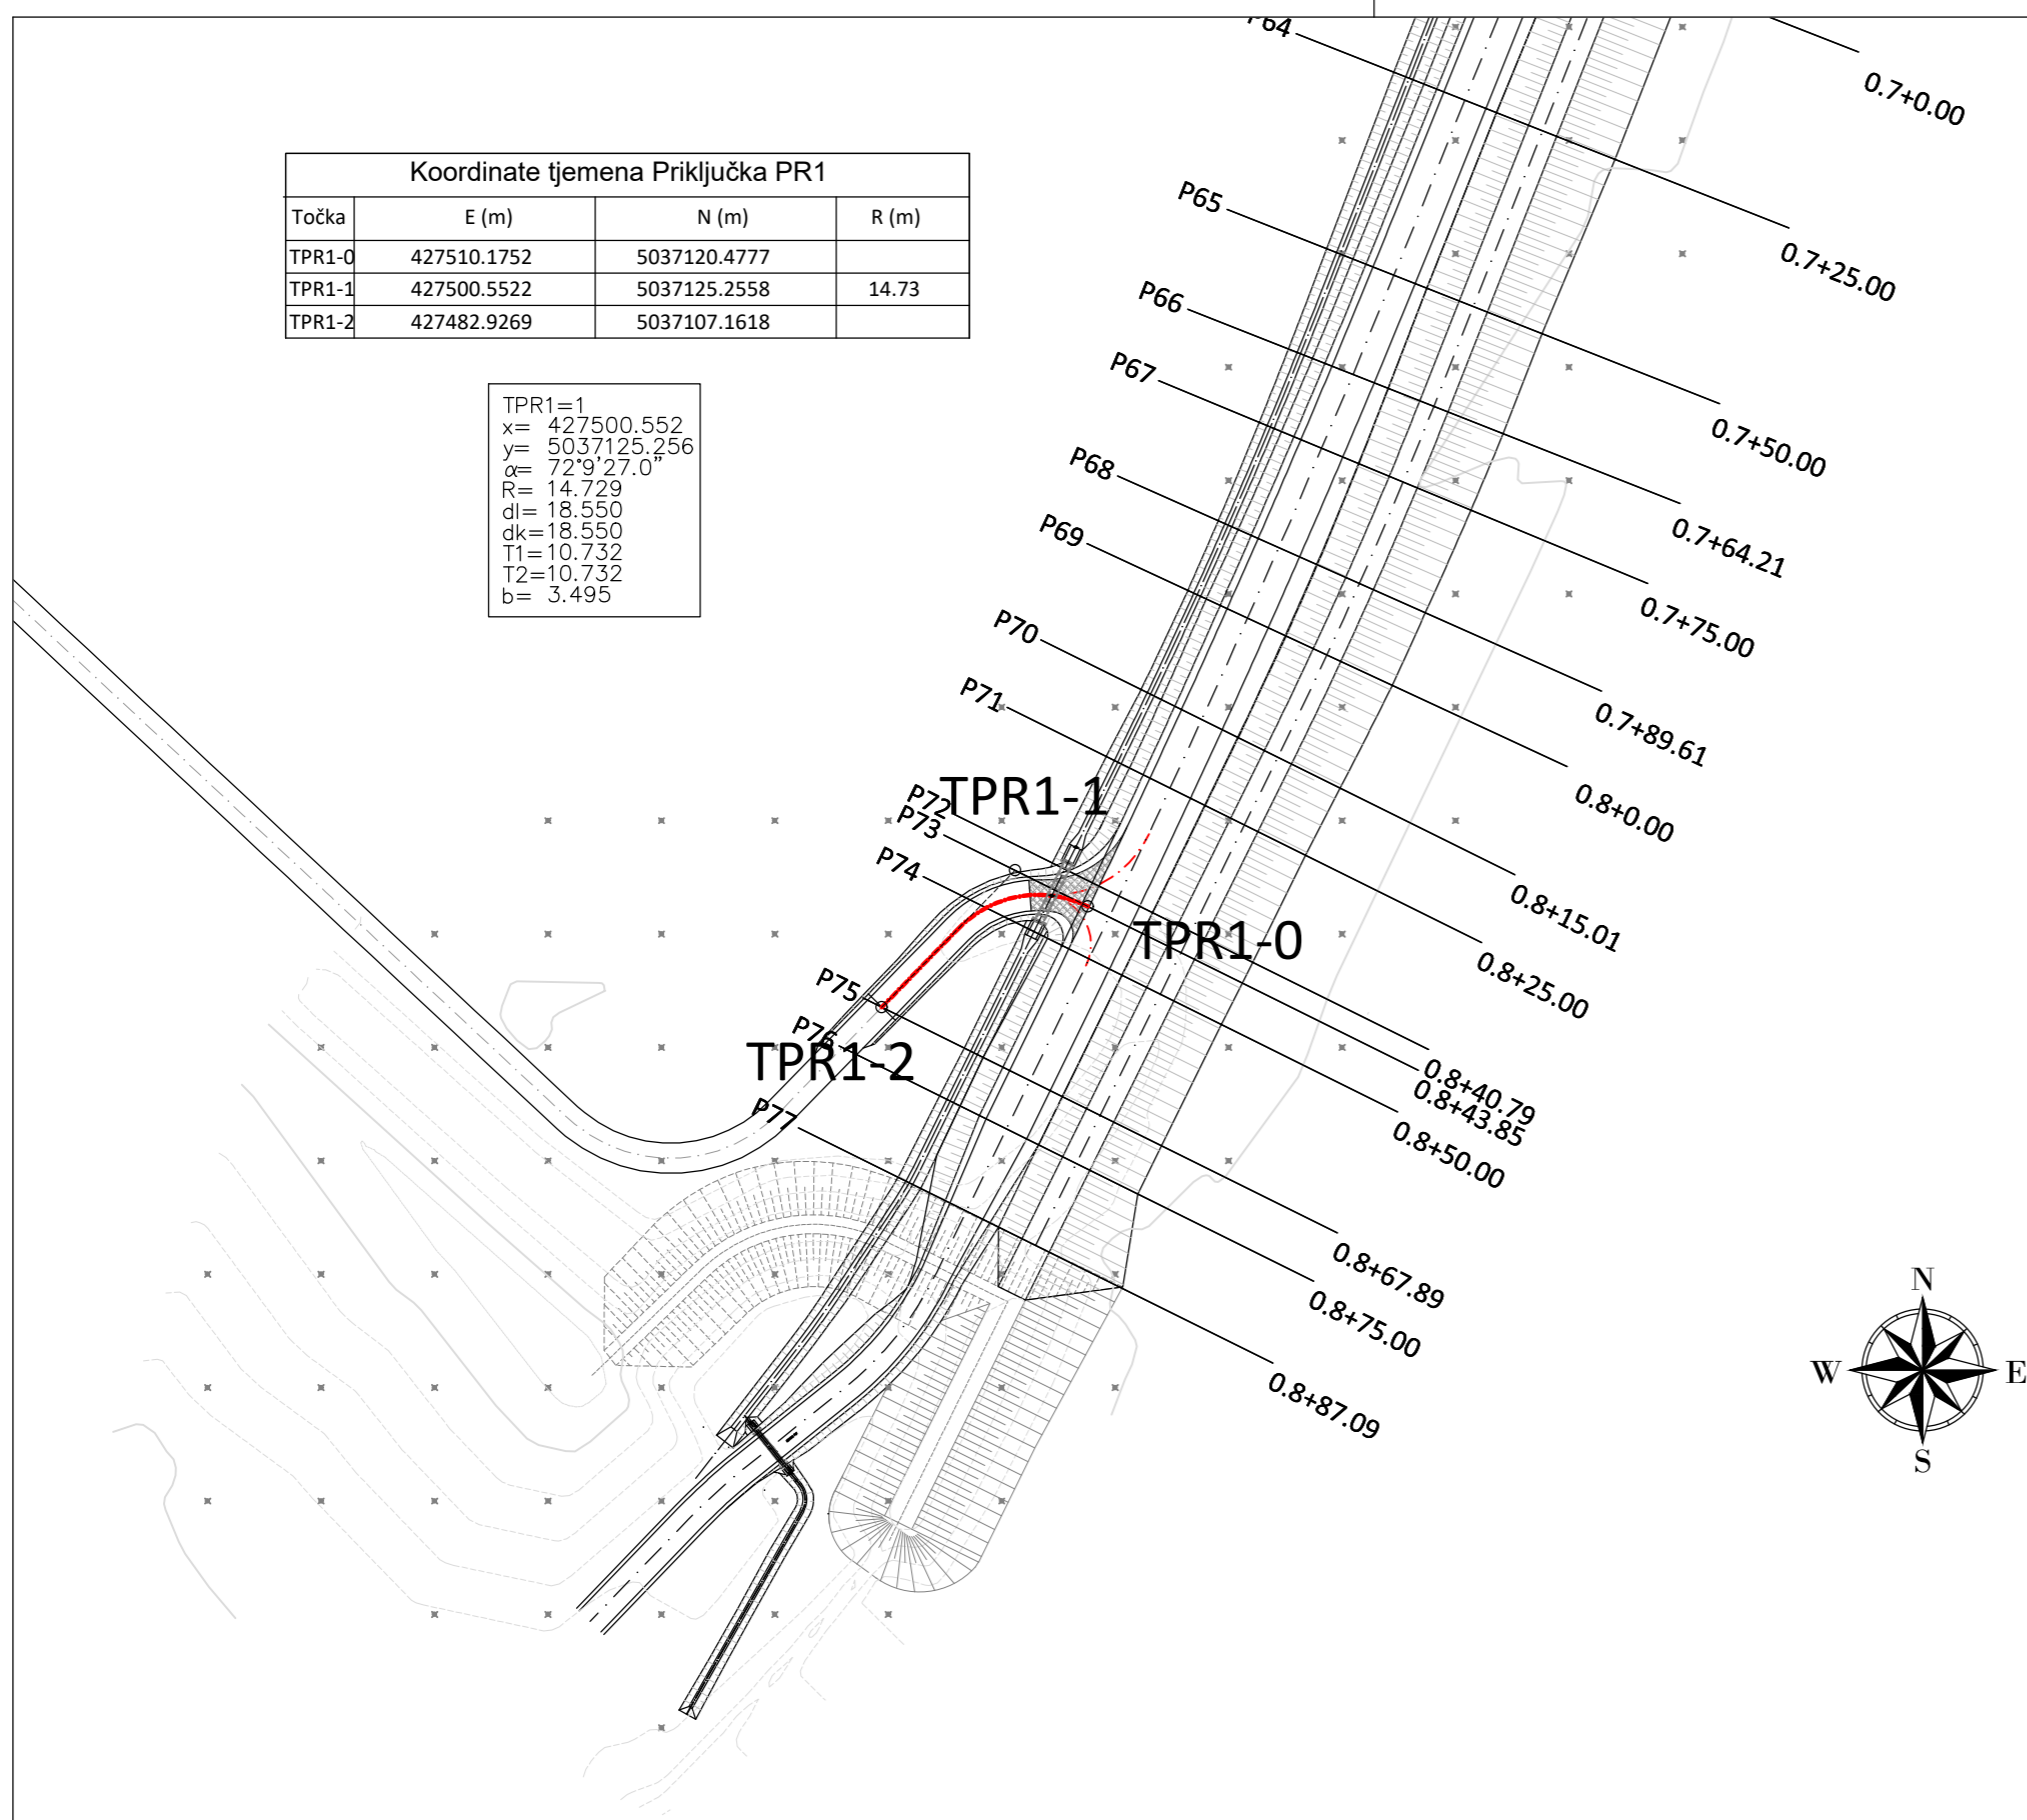 P64
0.7+0.00
Koordinate tjemena Priključka PR1
Točka E (m) N (m) R (m)
TPR1-0 427510.1752 5037120.4777
TPR1-1 427500.5522 5037125.2558 14.73
TPR1-2 427482.9269 5037107.1618
P65
0.7+25.00
P66
P67
TPR1=1
x= 427500.552
y= 5037125.256
α= 72°9'27.0"
R= 14.729
dl= 18.550
dk=18.550
T1=10.732
T2=10.732
b= 3.495
0.7+50.00
P68
0.7+64.21
P69
0.7+75.00
P70
0.7+89.61
P71
0.8+0.00
TPR1-1
P72
P73
P74
0.8+15.01
TPR1-0
0.8+25.00
P75
P76
TPR1-2
0.8+40.79
0.8+43.85
P77
0.8+50.00
0.8+67.89
0.8+75.00
0.8+87.09
N
W E
S